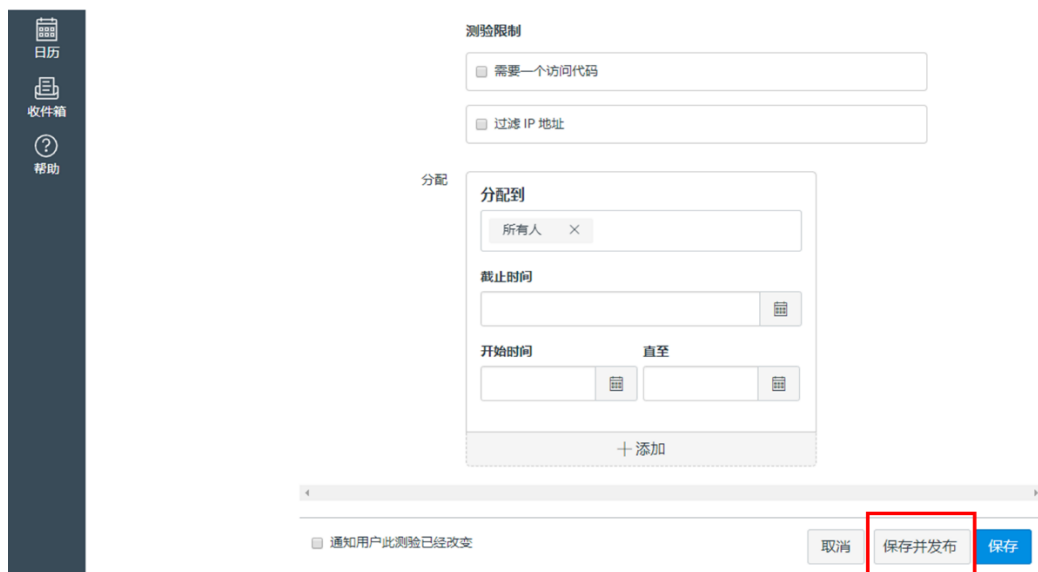 日历
收件箱
帮助
测验限制
需要一个访问代码
过滤 IP 地址
分配
分配到
所有人
截止时间
开始时间 直至
添加
通知用户此测验已经改变
取消 保存并发布 保存